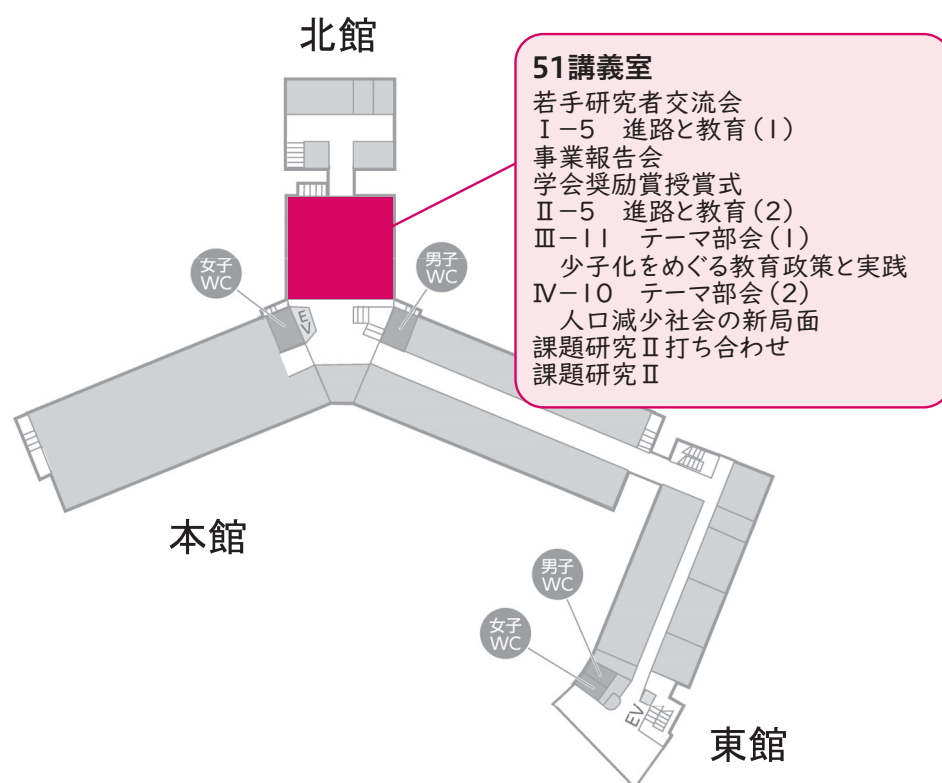 北館
51講義室
若手研究者交流会
Ⅰ−5 進路と教育(1)
事業報告会
学会奨励賞授賞式
Ⅱ−5 進路と教育(2)
Ⅲ−11 テーマ部会(1)
少子化をめぐる教育政策と実践
Ⅳ−10 テーマ部会(2)
人口減少社会の新局面
課題研究Ⅱ打ち合わせ
課題研究Ⅱ
女子
WC
男子
WC
EV
本館
男子
WC
女子
WC
EV
東館